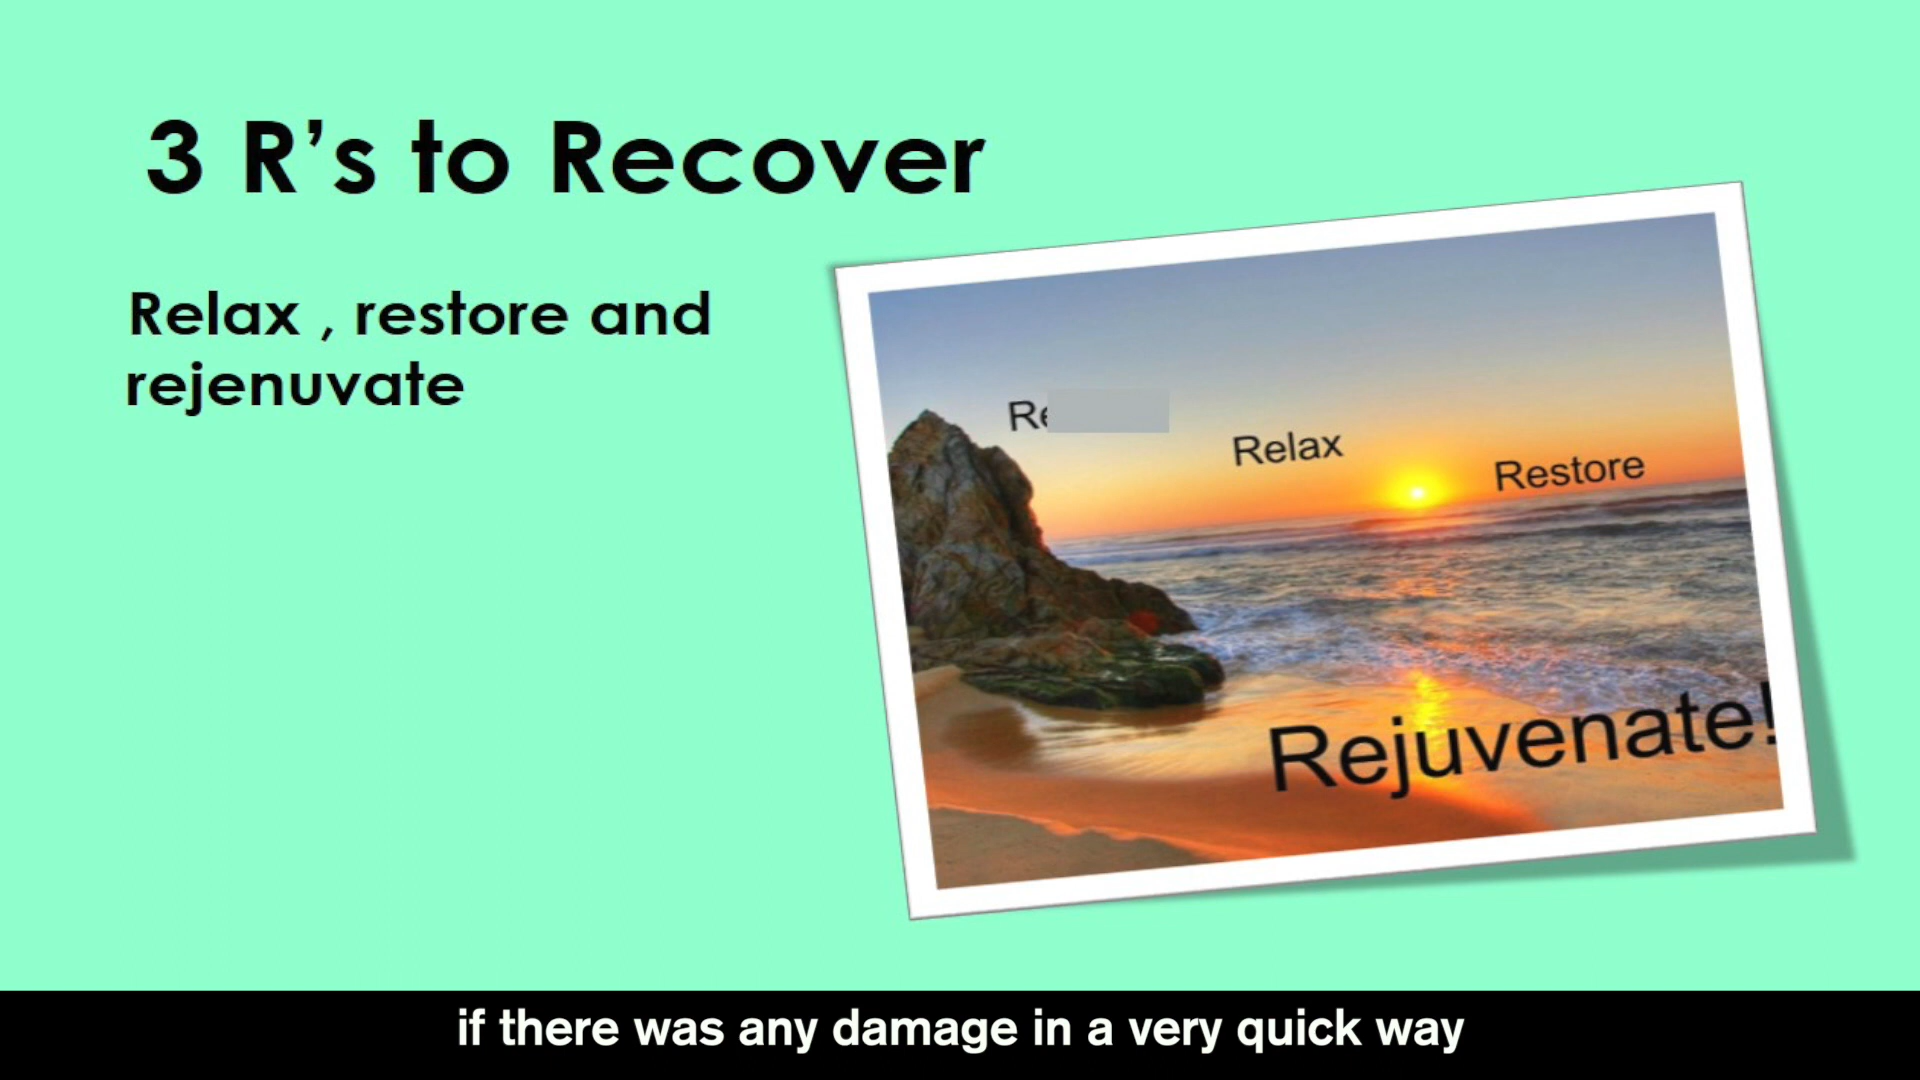 3 R’s to Recover
Relax , restore and
rejenuvate
Relax
Restore
Rejuvenate!
if there was any damage in a very quick way